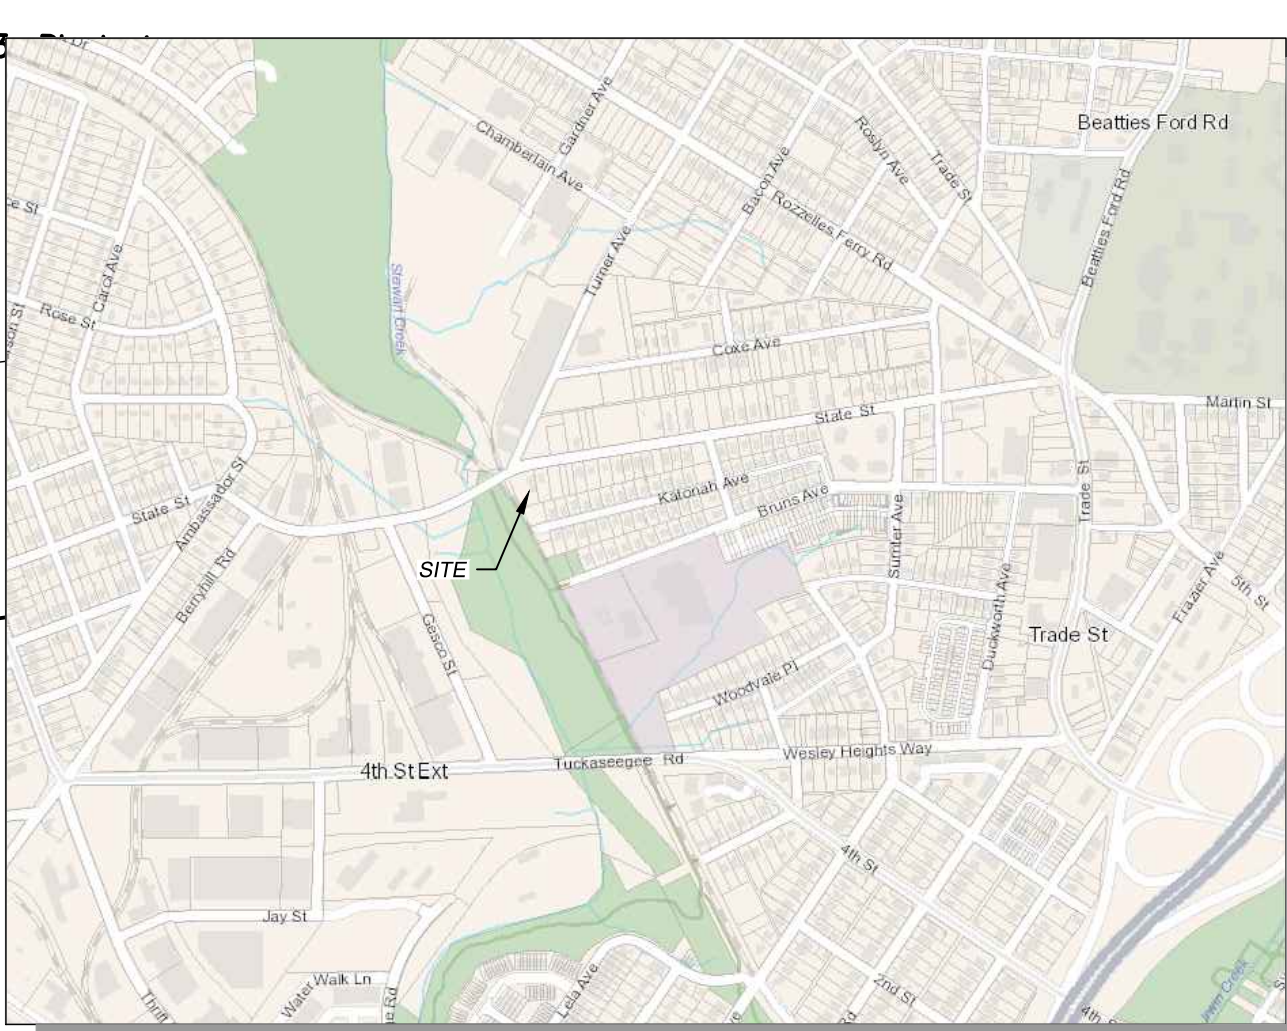 Beatties Ford Rd
Gardner Ave
Chamberlain Ave
Roslyn Ave
Trade St
Bacon Ave
Rozzelles Ferry Rd
Beatties Ford Rd
Turner Ave
Carol Ave
Stewart Creek
Rose St
Coxe Ave
Martin St
State St
Katonah Ave
Bruns Ave
Trade St
State St
Ambassador St
Sumter Ave
SITE
Berryhill Rd
Duckworth Ave
Frazier Ave
5th St
Gesco St
Trade St
Woodvale Pl
Wesley Heights Way
Tuckaseegee Rd
4th St Ext
4th St
Jay St
Walk Ln
Water
Lela Ave
2nd St
Irwin Creek
Thrift
4th